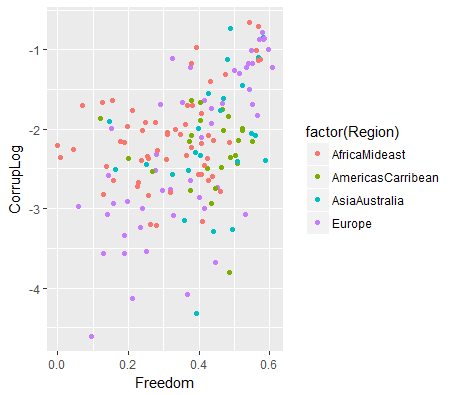 -1
-2
-3
-4
CorrupLog
0.0 0.2 0.4 0.6
Freedom
factor(Region)
AfricaMideast
AmericasCarribean
AsiaAustralia
Europe